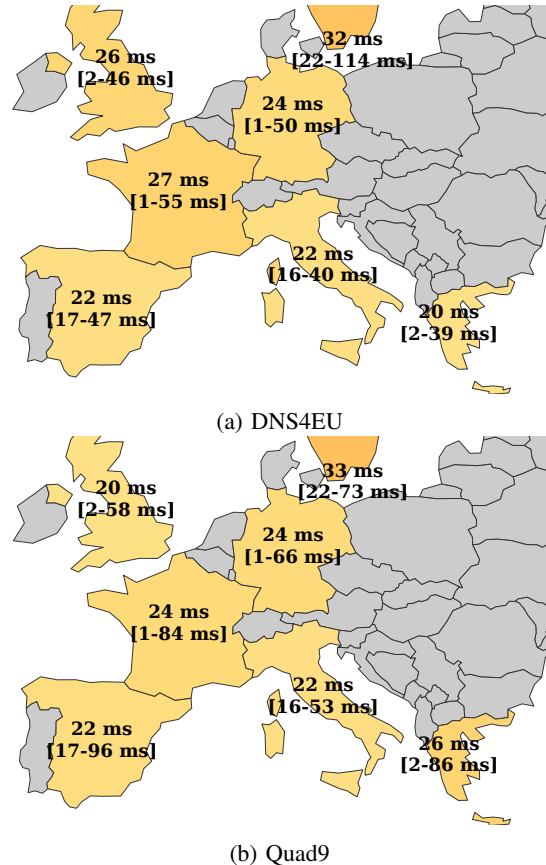 26 ms
[2-46 ms]
32 ms
[22-114 ms]
24 ms
[1-50 ms]
27 ms
[1-55 ms]
22 ms
[16-40 ms]
22 ms
[17-47 ms]
20 ms
[2-39 ms]
(a) DNS4EU
20 ms
[2-58 ms]
33 ms
[22-73 ms]
24 ms
[1-66 ms]
24 ms
[1-84 ms]
22 ms
[16-53 ms]
22 ms
[17-96 ms]
26 ms
[2-86 ms]
(b) Quad9